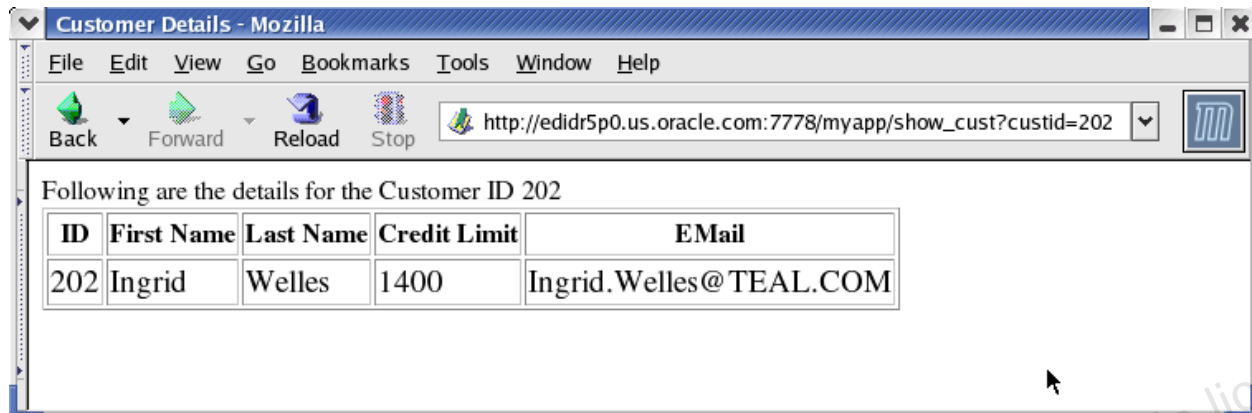 Customer Details - Mozilla
File Edit View Go Bookmarks Tools Window Help
Back Forward Reload Stop http://edidr5p0.us.oracle.com:7778/myapp/show_cust?custid=202
Following are the details for the Customer ID 202
ID First Name Last Name Credit Limit EMail
202 Ingrid Welles 1400 Ingrid.Welles@TEAL.COM